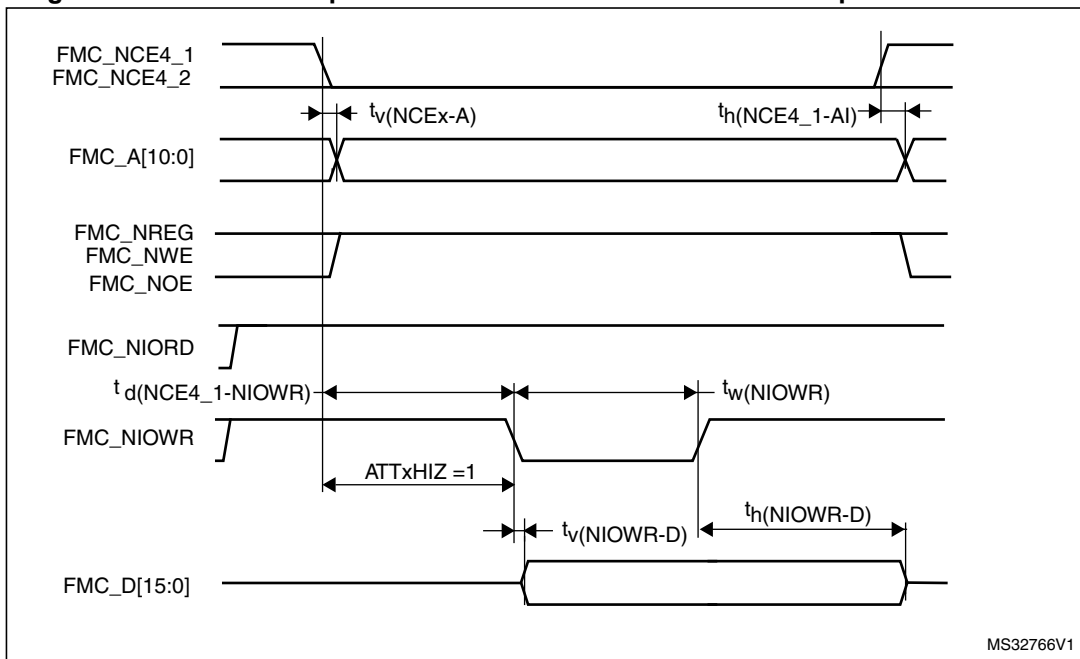 FMC_NCE4_1
FMC_NCE4_2
tv(NCEx-A)
th(NCE4_1-AI)
FMC_A[10:0]
FMC_NREG
FMC_NWE
FMC_NOE
FMC_NIORD
td(NCE4_1-NIOWR)
tw(NIOWR)
FMC_NIOWR
ATTxHIZ =1
th(NIOWR-D)
tv(NIOWR-D)
FMC_D[15:0]
MS32766V1